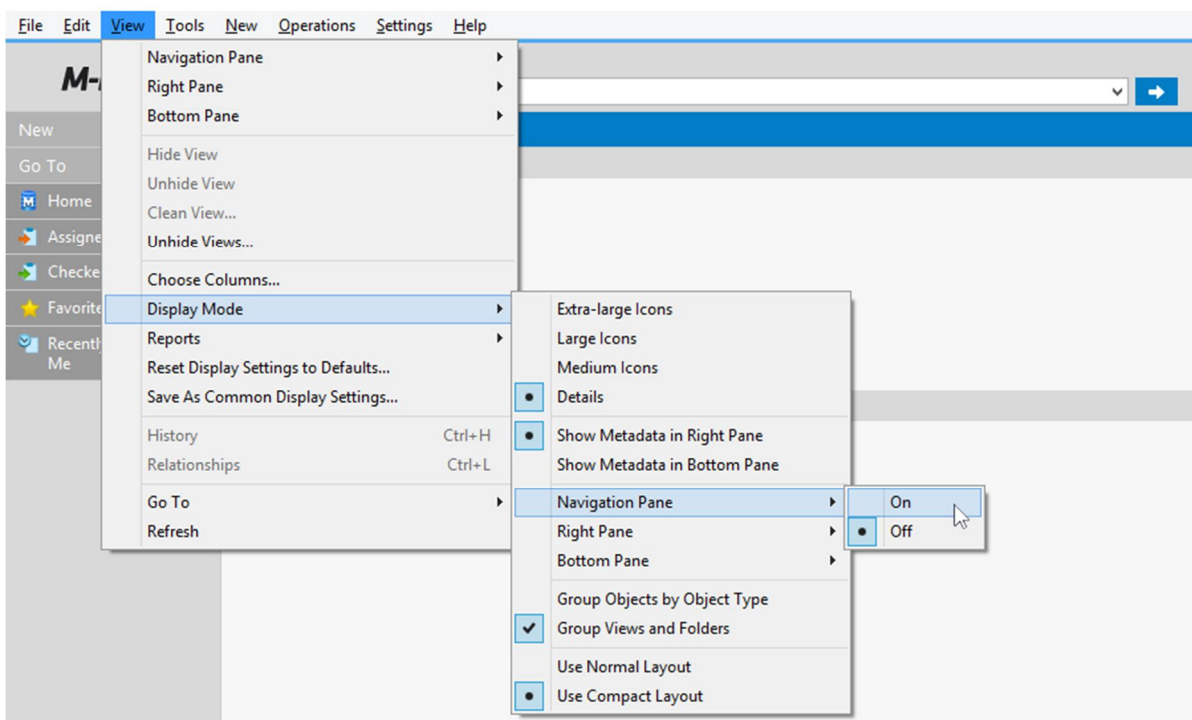 File Edit View Tools New Operations Settings Help
M-
New
Go To
Home
Assigne
Checke
Favorite
Recently
Me
Navigation Pane
Right Pane
Bottom Pane
Hide View
Unhide View
Clean View...
Unhide Views...
Choose Columns...
Display Mode
Reports
Reset Display Settings to Defaults...
Save As Common Display Settings...
History Ctrl+H
Relationships Ctrl+L
Go To
Refresh
Extra-large Icons
Large Icons
Medium Icons
Details
Show Metadata in Right Pane
Show Metadata in Bottom Pane
Navigation Pane
Right Pane
Bottom Pane
Group Objects by Object Type
Group Views and Folders
Use Normal Layout
Use Compact Layout
On
Off